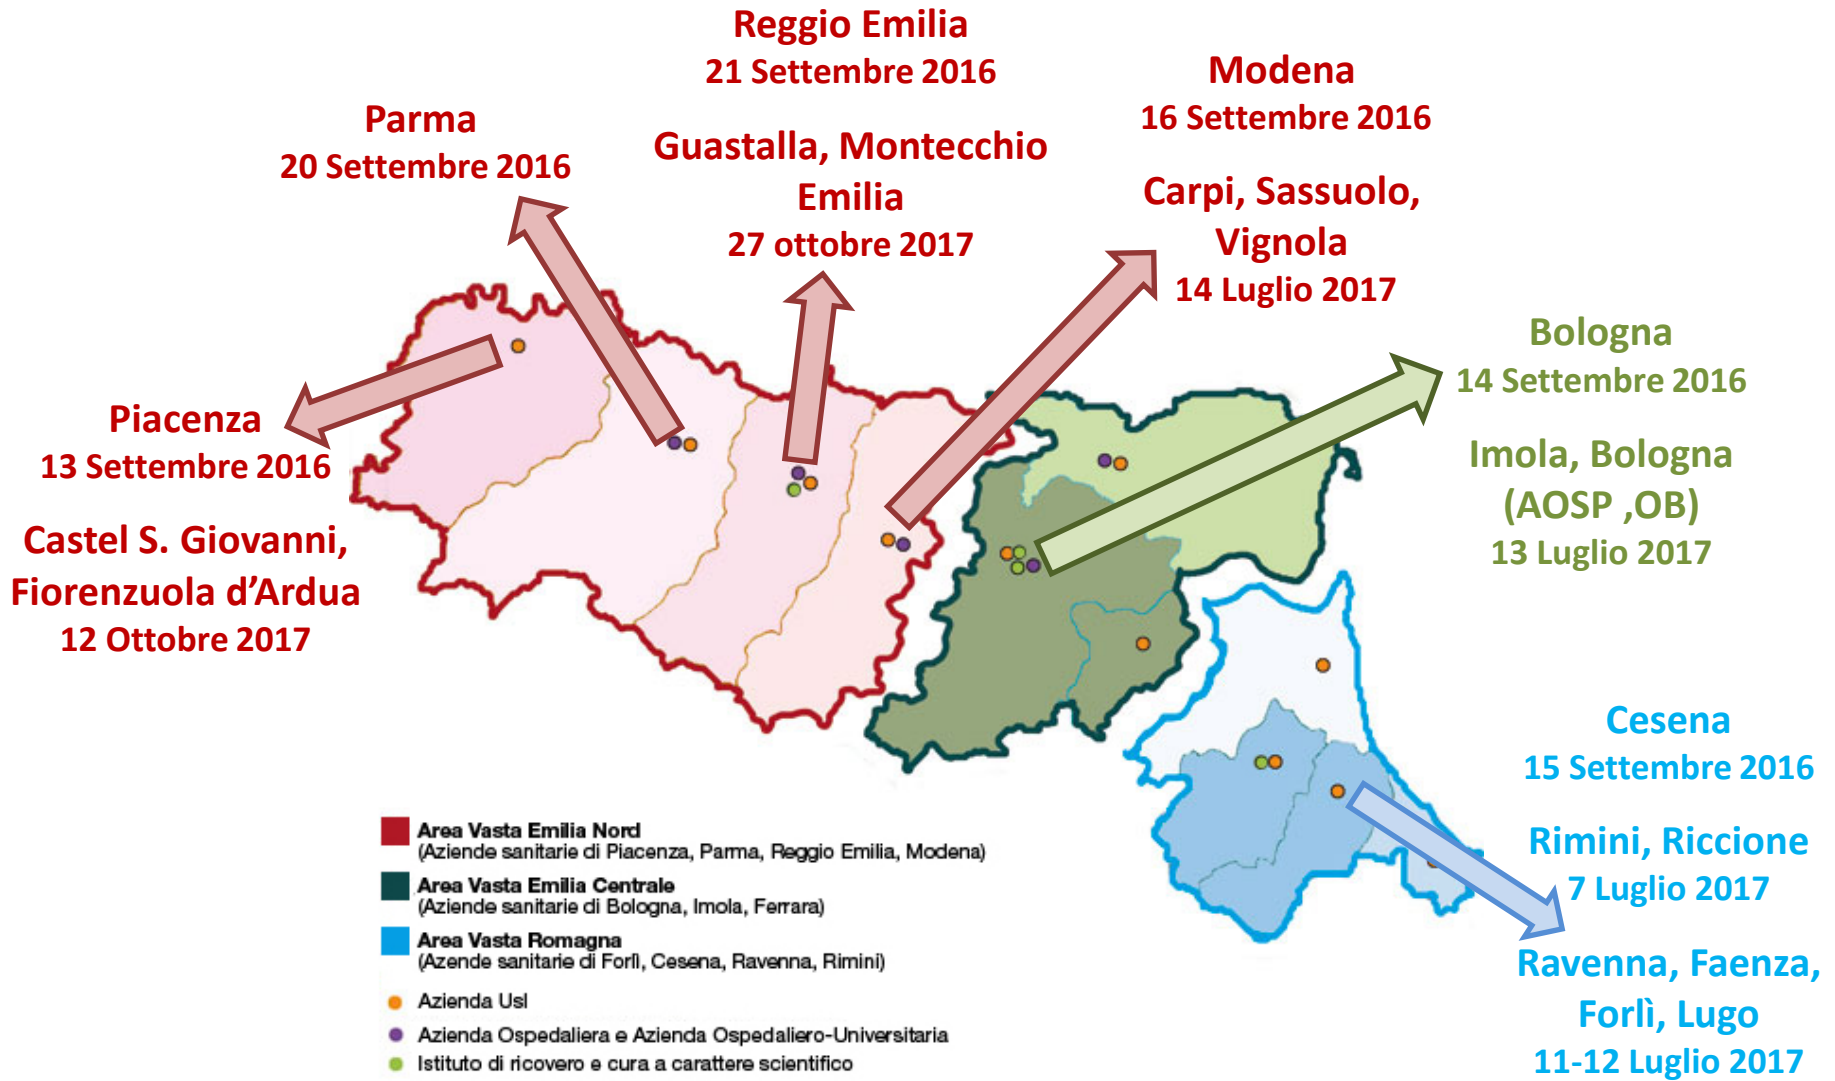 Reggio Emilia
21 Settembre 2016
Guastalla, Montecchio
Emilia
27 ottobre 2017
Modena
16 Settembre 2016
Carpi, Sassuolo,
Vignola
14 Luglio 2017
Parma
20 Settembre 2016
Piacenza
13 Settembre 2016
Castel S. Giovanni,
Fiorenzuola d’Ardua
12 Ottobre 2017
Bologna
14 Settembre 2016
Imola, Bologna
(AOSP ,OB)
13 Luglio 2017
Cesena
15 Settembre 2016
Rimini, Riccione
7 Luglio 2017
Ravenna, Faenza,
Forlì, Lugo
11-12 Luglio 2017
Area Vasta Emilia Nord
(Aziende sanitarie di Piacenza, Parma, Reggio Emilia, Modena)
Area Vasta Emilia Centrale
(Aziende sanitarie di Bologna, Imola, Ferrara)
Area Vasta Romagna
(Azende sanitarie di Forlì, Cesena, Ravenna, Rimini)
Azienda Usl
Azienda Ospedaliera e Azienda Ospedaliero-Universitaria
Istituto di ricovero e cura a carattere scientifico